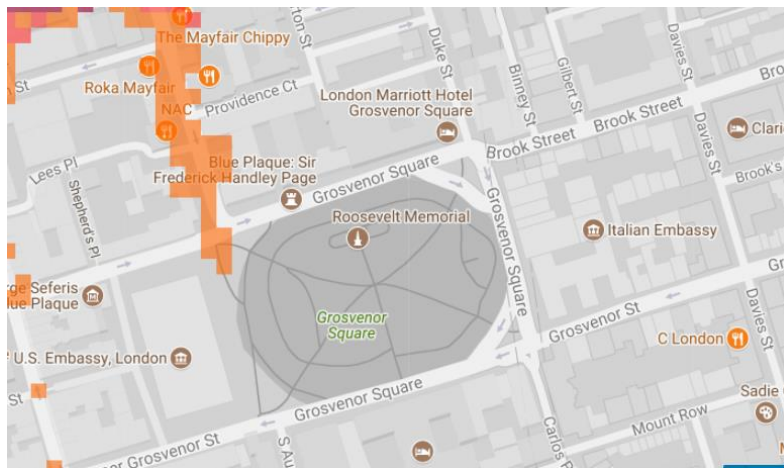 The Mayfair Chippy
Roka Mayfair
NAC
Providence Ct
Duke St
Binney St
Gilbert St
Davies St
London Marriott Hotel
Grosvenor Square
Brook Street
Brook Street
Lees Pl
Blue Plaque: Sir
Frederick Handley Page
Grosvenor Square
Davies St
Shepherd's Pl
Roosevelt Memorial
Grosvenor Square
Italian Embassy
Grosvenor
Square
Grosvenor St
U.S. Embassy, London
C London
Davies St
Grosvenor Square
Sadie
Mount Row
Grosvenor St